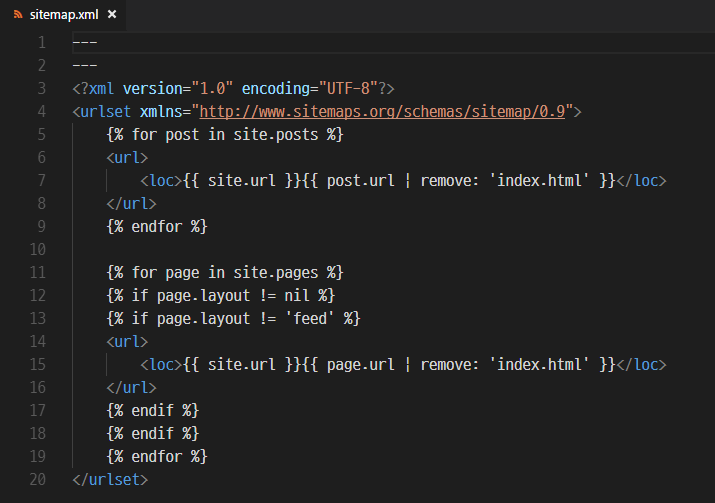 sitemap.xml ×
1 ---
2 ---
3 <?xml version="1.0" encoding="UTF-8"?>
4 <urlset xmlns="http://www.sitemaps.org/schemas/sitemap/0.9">
5     {% for post in site.posts %}
6     <url>
7         <loc>{{ site.url }}{{ post.url | remove: 'index.html' }}</loc>
8     </url>
9     {% endfor %}
10
11     {% for page in site.pages %}
12     {% if page.layout != nil %}
13     {% if page.layout != 'feed' %}
14     <url>
15         <loc>{{ site.url }}{{ page.url | remove: 'index.html' }}</loc>
16     </url>
17     {% endif %}
18     {% endif %}
19     {% endfor %}
20 </urlset>